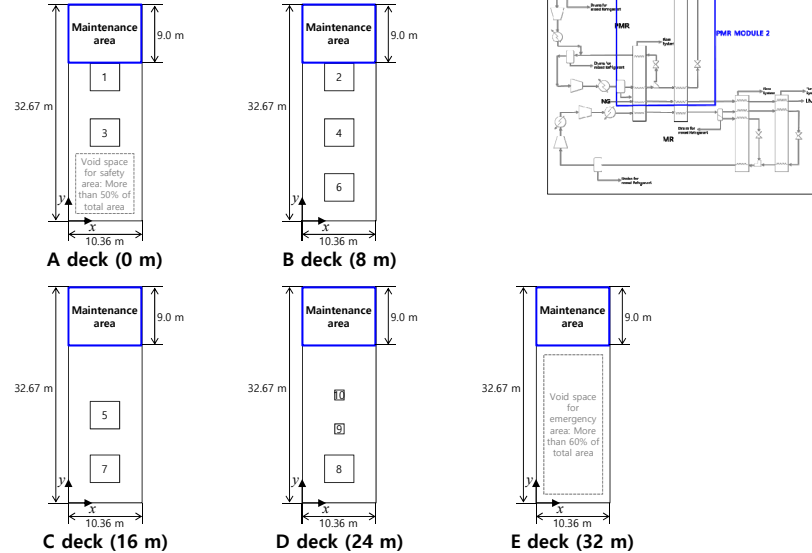 Maintenance
area
9.0 m
32.67 m
1
3
Void space
for safety
area: More
than 50% of
total area
y
x
10.36 m
A deck (0 m)
Maintenance
area
9.0 m
32.67 m
2
4
6
y
x
10.36 m
B deck (8 m)
PMR
PMR MODULE 2
NG
MR
Maintenance
area
9.0 m
32.67 m
5
7
y
x
10.36 m
C deck (16 m)
Maintenance
area
9.0 m
32.67 m
10
9
8
y
x
10.36 m
D deck (24 m)
Maintenance
area
9.0 m
32.67 m
Void space
for
emergency
area: More
than 60% of
total area
y
x
10.36 m
E deck (32 m)